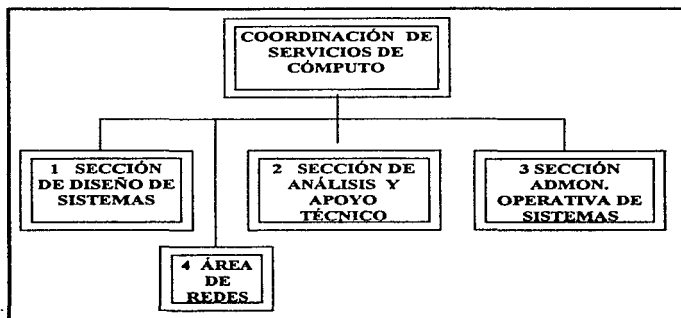 COORDINACIÓN DE
SERVICIOS DE
CÓMPUTO
1 SECCIÓN
DE DISEÑO DE
SISTEMAS
2 SECCIÓN DE
ANÁLISIS Y
APOYO
TÉCNICO
3 SECCIÓN
ADMON.
OPERATIVA DE
SISTEMAS
4 ÁREA
DE
REDES